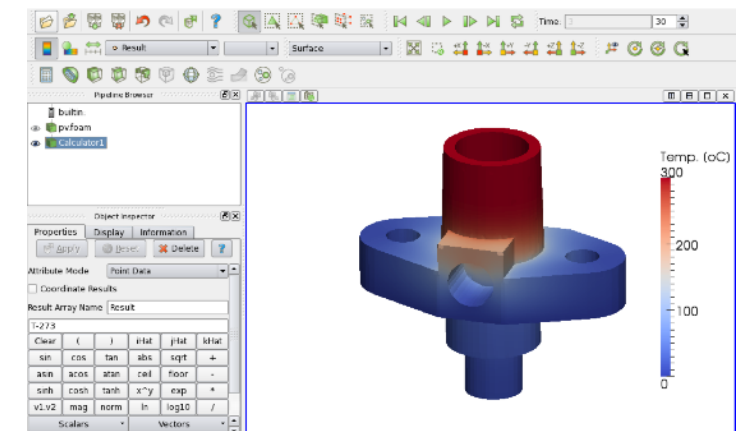 Time: 3 30
Result Surface
Pipeline Browser
builtin:
pv.foam
Calculator1
Object Inspector
Properties Display Information
Apply Reset Delete ?
Attribute Mode Point Data
Coordinate Results
Result Array Name Result
T-273
Clear ( ) iHat jHat kHat
sin cos tan abs sqrt +
asin acos atan ceil floor -
sinh cosh tanh x^y exp *
v1.v2 mag norm ln log10 /
Scalars Vectors
Temp. (oC)
300
200
100
0